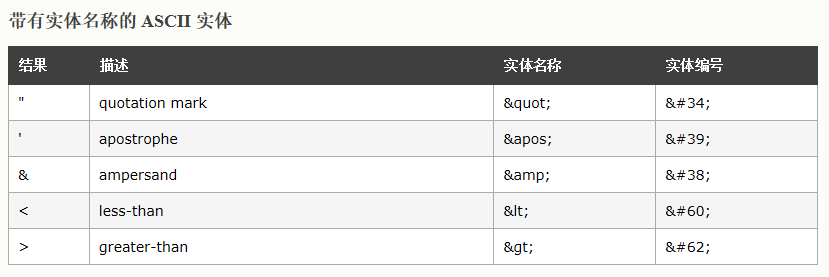 带有实体名称的 ASCII 实体
结果 描述 实体名称 实体编号
" quotation mark &quot; &#34;
' apostrophe &apos; &#39;
& ampersand &amp; &#38;
< less-than &lt; &#60;
> greater-than &gt; &#62;